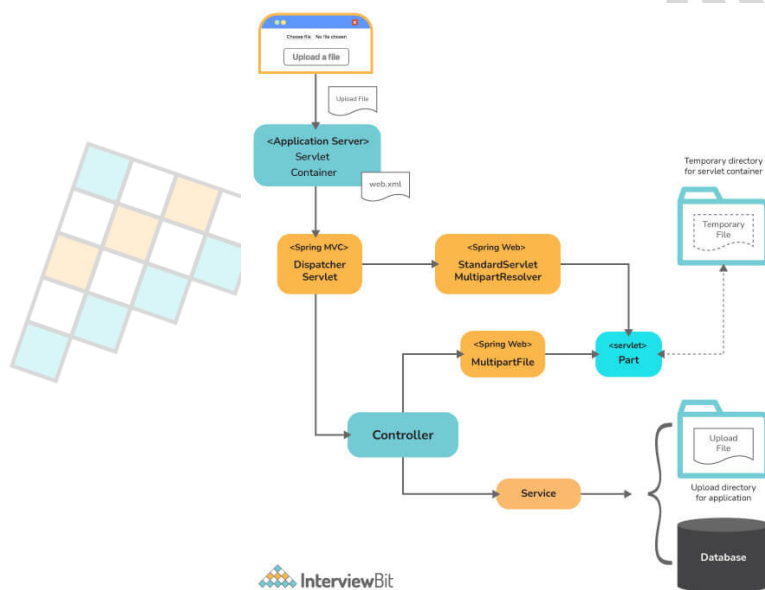 Choose file No file chosen
Upload a file
Upload File
<Application Server>
Servlet
Container
web.xml
Temporary directory
for servlet container
Temporary
File
<Spring MVC>
Dispatcher
Servlet
<Spring Web>
StandardServlet
MultipartResolver
<Spring Web>
MultipartFile
<servlet>
Part
Controller
Upload
File
Upload directory
for application
Service
Database
InterviewBit